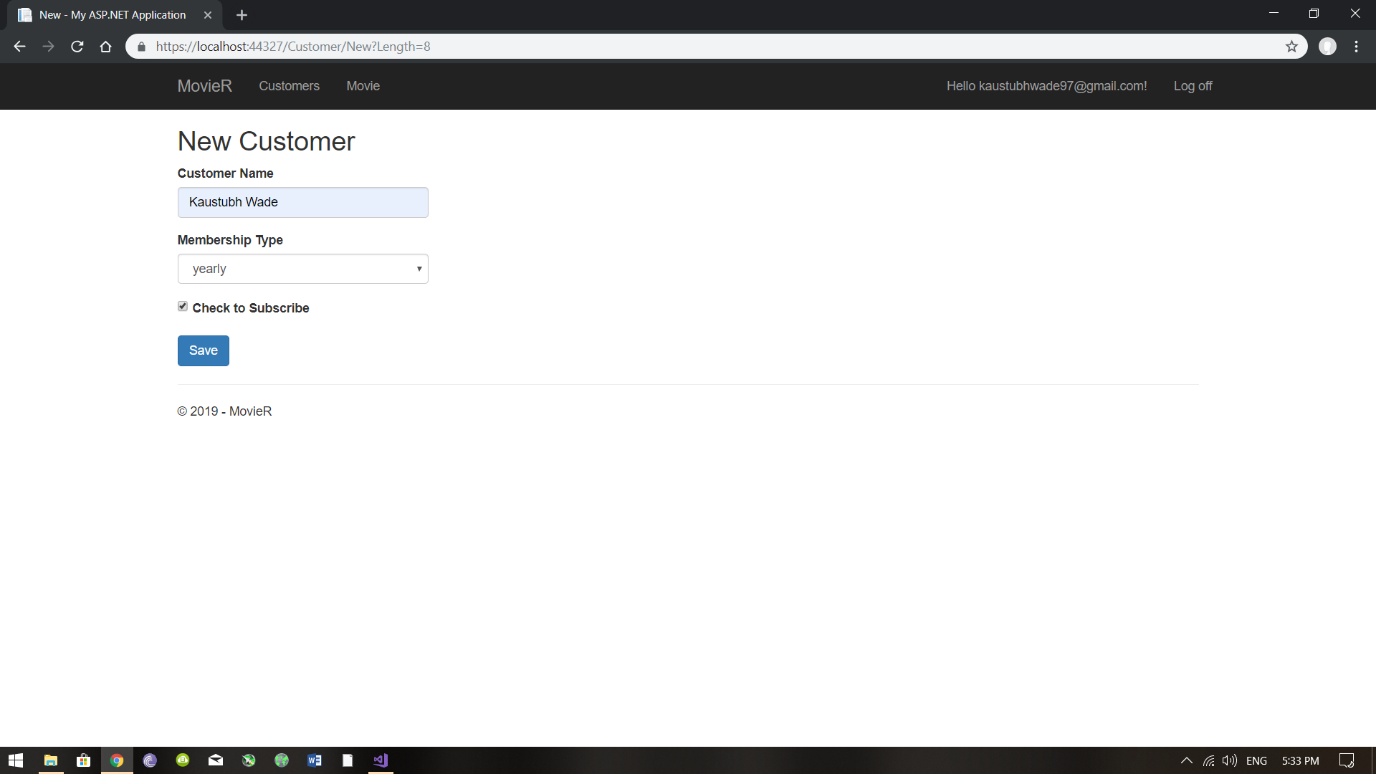 New - My ASP.NET Application
https://localhost:44327/Customer/New?Length=8
MovieR Customers Movie Hello kaustubhwade97@gmail.com! Log off
New Customer
Customer Name
Kaustubh Wade
Membership Type
yearly
Check to Subscribe
Save
© 2019 - MovieR
ENG 5:33 PM